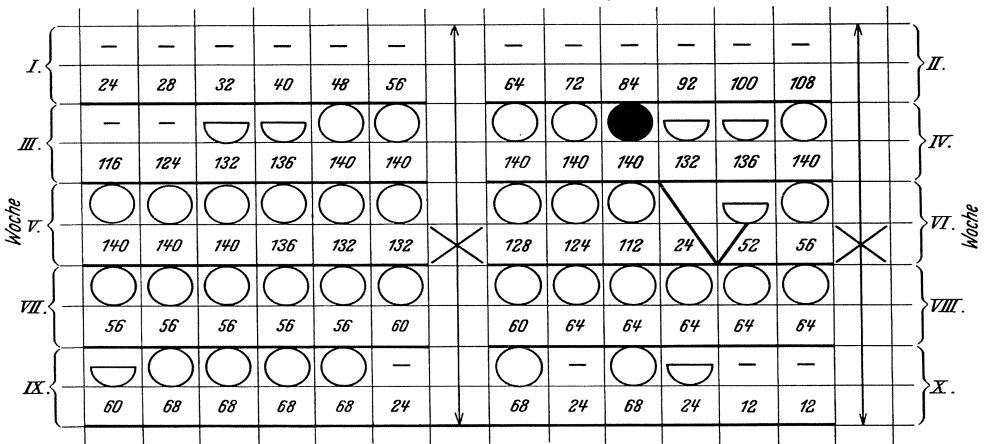 I. 24 28 32 40 48 56 64 72 84 92 100 108 II.
III. 116 124 132 136 140 140 140 140 140 132 136 140 IV.
Woche V. 140 140 140 136 132 132 128 124 112 24 52 56 VI. Woche
VII. 56 56 56 56 56 60 60 64 64 64 64 64 VIII.
IX. 60 68 68 68 68 24 68 24 68 24 12 12 X.